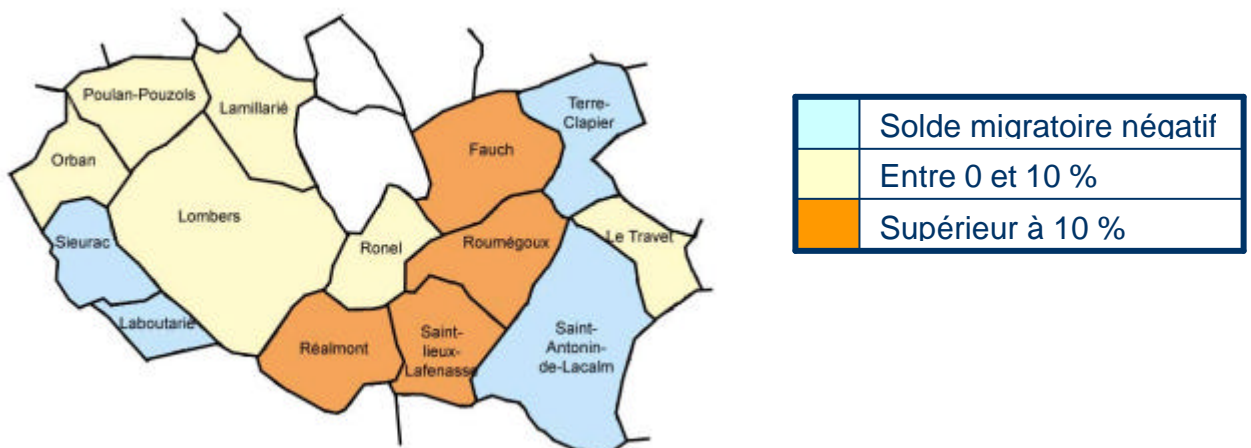 Poulan-Pouzols
Lamillarié
Terre-
Clapier
Fauch
Orban
Lombers
Sieurac
Ronel
Roumégoux
Le Travet
Laboutarié
Réalmont
Saint-
lieux-
Lafenasse
Saint-
Antonin-
de-Lacalm
Solde migratoire négatif
Entre 0 et 10 %
Supérieur à 10 %